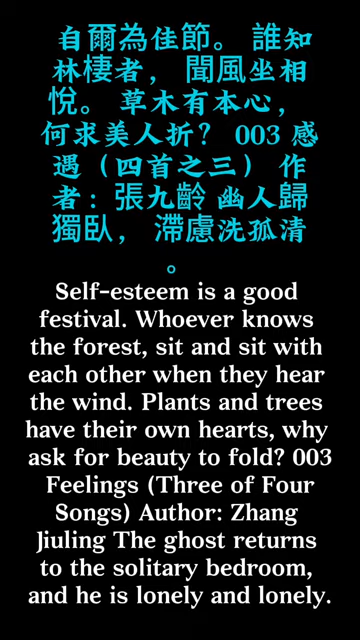 自爾為佳節。 誰知
林棲者， 聞風坐相
悅。 草木有本心，
何求美人折？ 003 感
遇（四首之三） 作
者：張九齡 幽人歸
獨臥， 滯慮洗孤清
。
Self-esteem is a good
festival. Whoever knows
the forest, sit and sit with
each other when they hear
the wind. Plants and trees
have their own hearts, why
ask for beauty to fold? 003
Feelings (Three of Four
Songs) Author: Zhang
Jiuling The ghost returns
to the solitary bedroom,
and he is lonely and lonely.